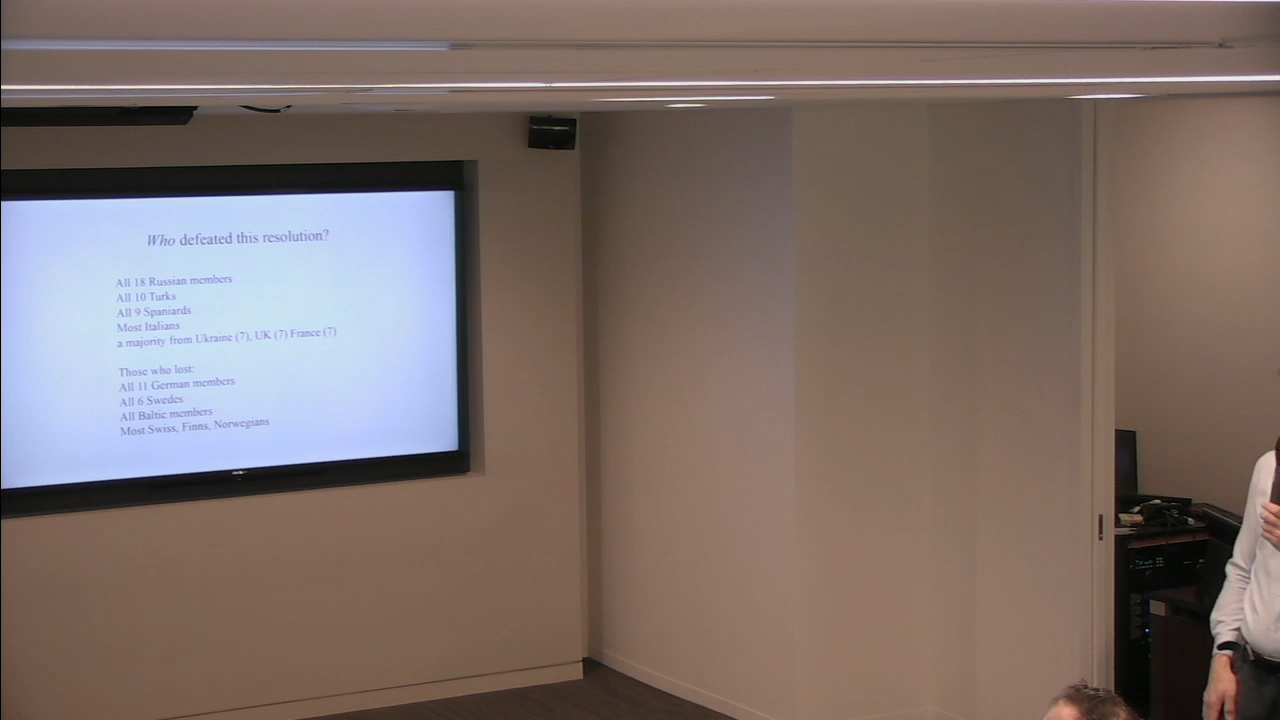 Who defeated this resolution?
All 18 Russian members
All 10 Turks
All 9 Spaniards
Most Italians
a majority from Ukraine (7), UK (7) France (7)
Those who lost:
All 11 German members
All 6 Swedes
All Baltic members
Most Swiss, Finns, Norwegians